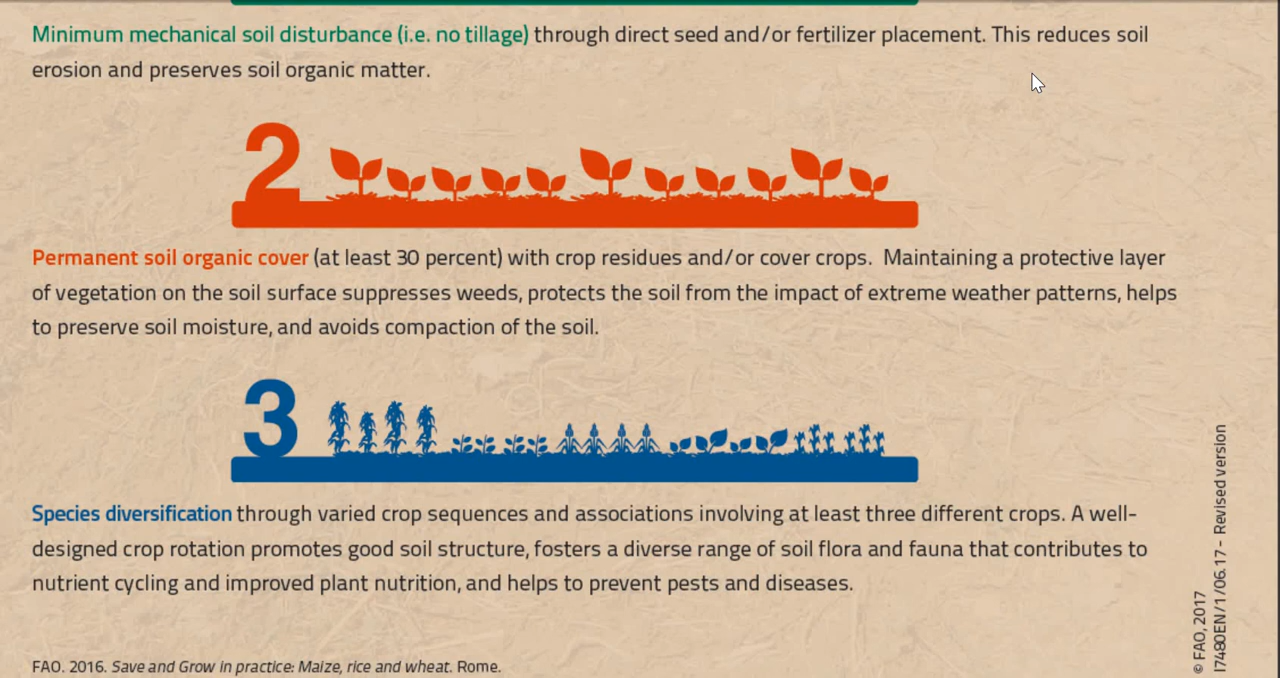 Minimum mechanical soil disturbance (i.e. no tillage) through direct seed and/or fertilizer placement. This reduces soil
erosion and preserves soil organic matter.
2
Permanent soil organic cover (at least 30 percent) with crop residues and/or cover crops.  Maintaining a protective layer
of vegetation on the soil surface suppresses weeds, protects the soil from the impact of extreme weather patterns, helps
to preserve soil moisture, and avoids compaction of the soil.
3
Species diversification through varied crop sequences and associations involving at least three different crops. A well-
designed crop rotation promotes good soil structure, fosters a diverse range of soil flora and fauna that contributes to
nutrient cycling and improved plant nutrition, and helps to prevent pests and diseases.
FAO. 2016. Save and Grow in practice: Maize, rice and wheat. Rome.
© FAO, 2017
I7480EN/1/06.17 - Revised version